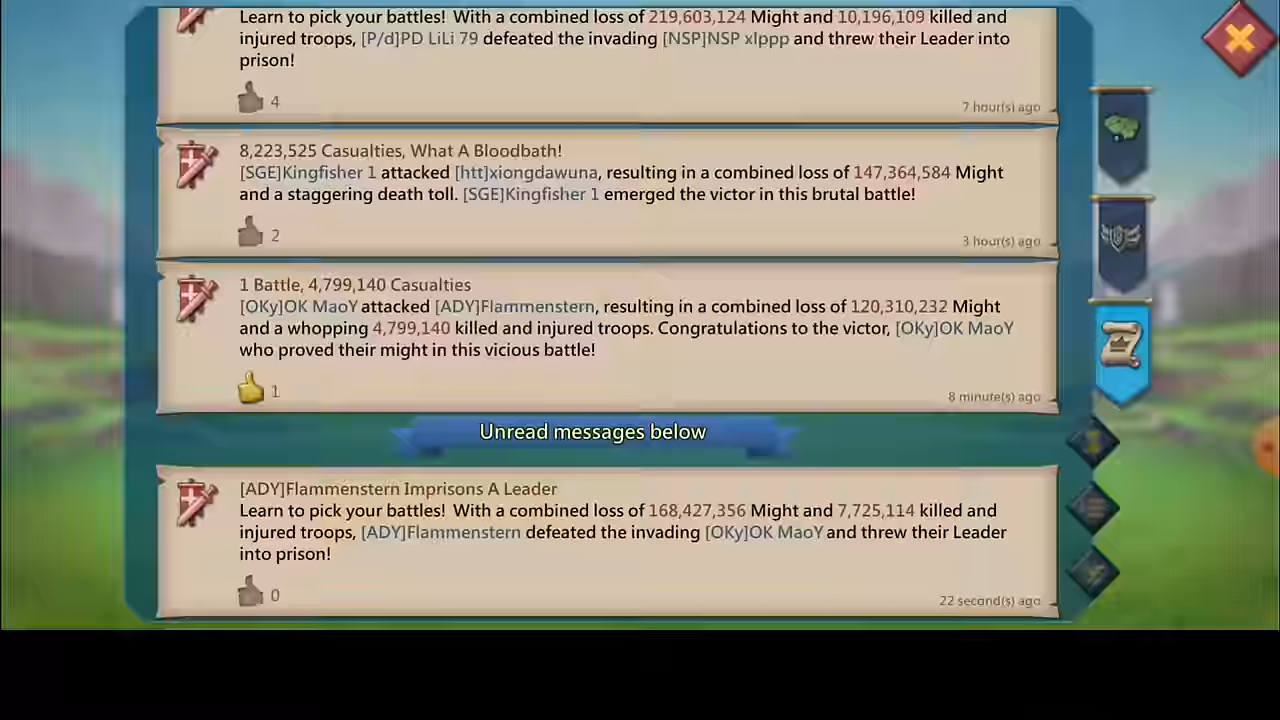 Learn to pick your battles! With a combined loss of 219,603,124 Might and 10,196,109 killed and
injured troops, [P/d]PD LiLi 79 defeated the invading [NSP]NSP xlppp and threw their Leader into
prison!
4
7 hour(s) ago
8,223,525 Casualties, What A Bloodbath!
[SGE]Kingfisher 1 attacked [htt]xiongdawuna, resulting in a combined loss of 147,364,584 Might
and a staggering death toll. [SGE]Kingfisher 1 emerged the victor in this brutal battle!
2
3 hour(s) ago
1 Battle, 4,799,140 Casualties
[OKy]OK MaoY attacked [ADY]Flammenstern, resulting in a combined loss of 120,310,232 Might
and a whopping 4,799,140 killed and injured troops. Congratulations to the victor, [OKy]OK MaoY
who proved their might in this vicious battle!
1
8 minute(s) ago
Unread messages below
[ADY]Flammenstern Imprisons A Leader
Learn to pick your battles! With a combined loss of 168,427,356 Might and 7,725,114 killed and
injured troops, [ADY]Flammenstern defeated the invading [OKy]OK MaoY and threw their Leader
into prison!
0
22 second(s) ago